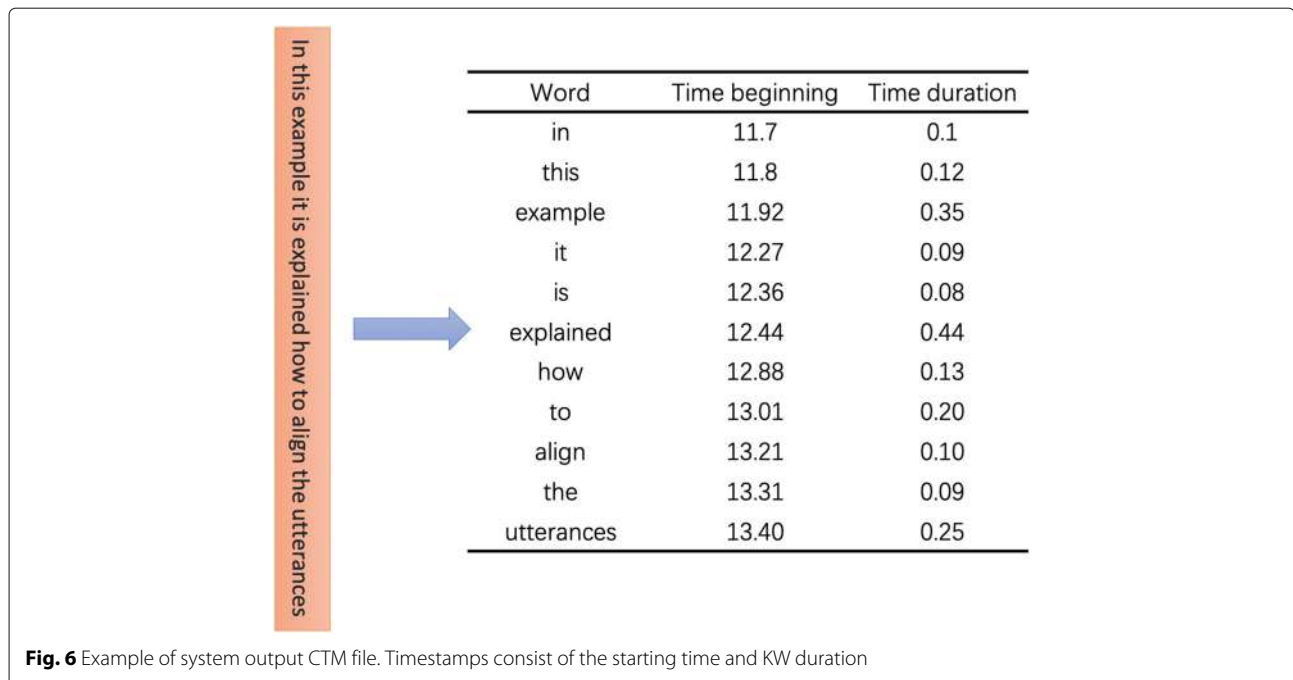 In this example it is explained how to align the utterances
Word Time beginning Time duration
in 11.7 0.1
this 11.8 0.12
example 11.92 0.35
it 12.27 0.09
is 12.36 0.08
explained 12.44 0.44
how 12.88 0.13
to 13.01 0.20
align 13.21 0.10
the 13.31 0.09
utterances 13.40 0.25
Fig. 6 Example of system output CTM file. Timestamps consist of the starting time and KW duration